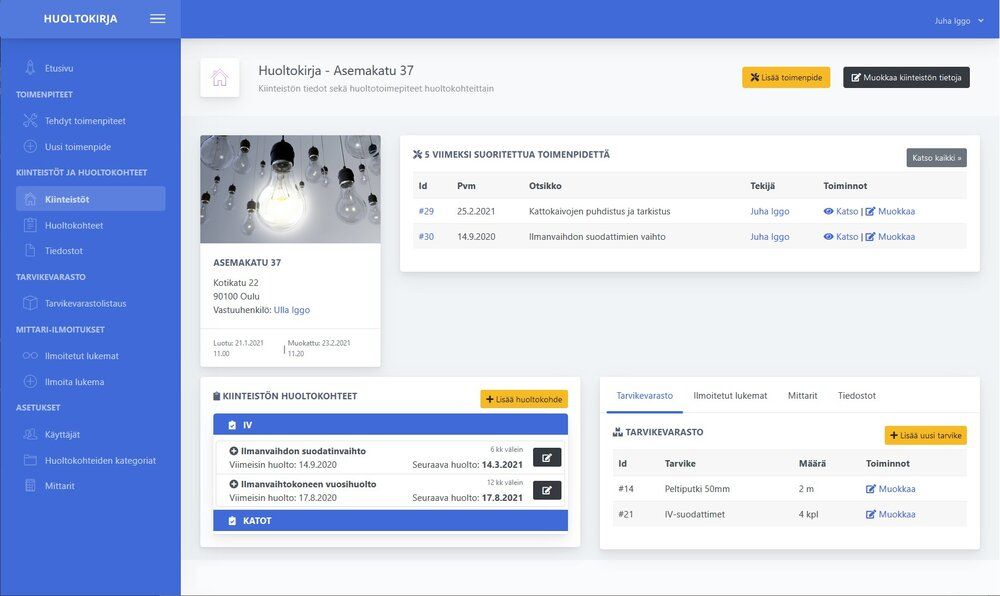 HUOLTOKIRJA
Juha Iggo
Etusivu
TOIMENPITEET
Tehdyt toimenpiteet
Uusi toimenpide
KIINTEISTÖT JA HUOLTOKOHTEET
Kiinteistöt
Huoltokohteet
Tiedostot
TARVIKEVARASTO
Tarvikevarastolistaus
MITTARI-ILMOITUKSET
Ilmoitetut lukemat
Ilmoita lukema
ASETUKSET
Käyttäjät
Huoltokohteiden kategoriat
Mittarit
Huoltokirja - Asemakatu 37
Kiinteistön tiedot sekä huoltotoimepiteet huoltokohteittain
Lisää toimenpide
Muokkaa kiinteistön tietoja
ASEMAKATU 37
Kotikatu 22
90100 Oulu
Vastuuhenkilö: Ulla Iggo
Luotu: 21.1.2021 11.00 | Muokattu: 23.2.2021 11.20
5 VIIMEKSI SUORITETTUA TOIMENPIDETTÄ
Katso kaikki »
Id Pvm Otsikko Tekijä Toiminnot
#29 25.2.2021 Kattokaivojen puhdistus ja tarkistus Juha Iggo Katso | Muokkaa
#30 14.9.2020 Ilmanvaihdon suodattimien vaihto Juha Iggo Katso | Muokkaa
KIINTEISTÖN HUOLTOKOHTEET
Lisää huoltokohde
IV
Ilmanvaihdon suodatinvaihto 6 kk välein
Viimeisin huolto: 14.9.2020 Seuraava huolto: 14.3.2021
Ilmanvaihtokoneen vuosihuolto 12 kk välein
Viimeisin huolto: 17.8.2020 Seuraava huolto: 17.8.2021
KATOT
Tarvikevarasto Ilmoitetut lukemat Mittarit Tiedostot
TARVIKEVARASTO
Lisää uusi tarvike
Id Tarvike Määrä Toiminnot
#14 Peltiputki 50mm 2 m Muokkaa
#21 IV-suodattimet 4 kpl Muokkaa